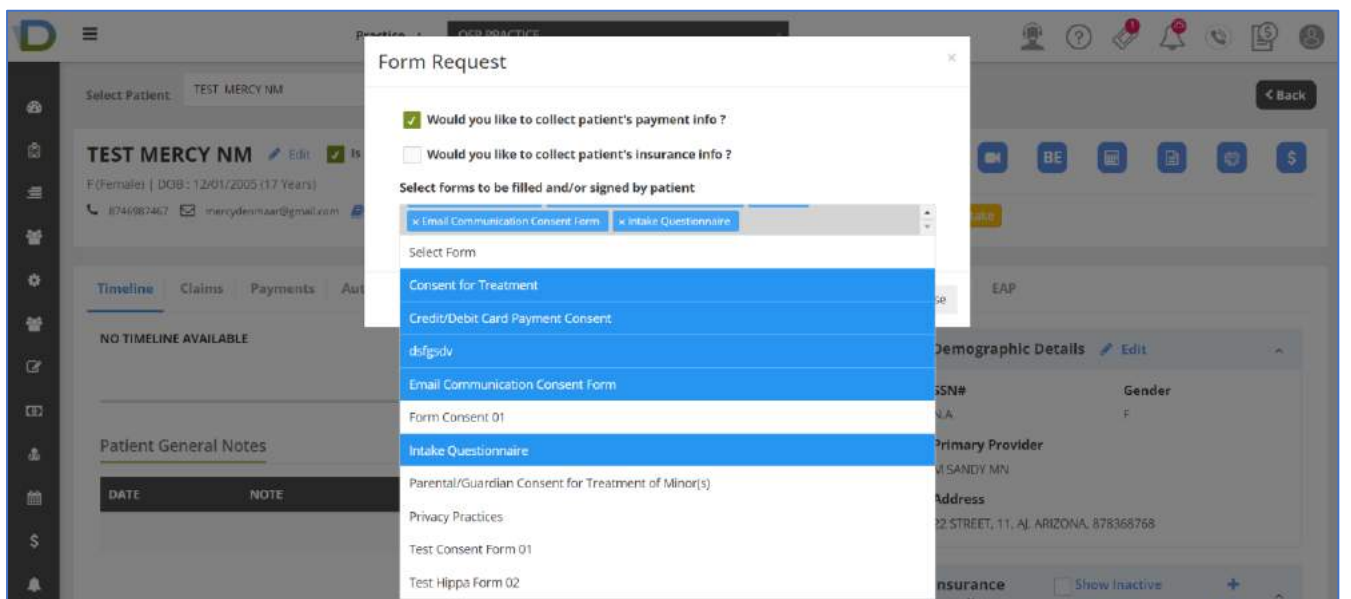 Practice :
OFP PRACTICE
Form Request
×
Select Patient
TEST MERCY NM
< Back
Would you like to collect patient's payment info ?
TEST MERCY NM Edit Is
Would you like to collect patient's insurance info ?
BE
F(Female) | DOB : 12/01/2005 (17 Years)
Select forms to be filled and/or signed by patient
8746987467 mercydenmaar@gmail.com
× Email Communication Consent Form × Intake Questionnaire
Select Form
Consent for Treatment
Timeline Claims Payments Aut
se
EAP
Credit/Debit Card Payment Consent
NO TIMELINE AVAILABLE
dsfgsdv
Demographic Details Edit
Email Communication Consent Form
SSN# Gender
N.A F
Form Consent 01
Patient General Notes
Intake Questionnaire
Primary Provider
M SANDY MN
Parental/Guardian Consent for Treatment of Minor(s)
DATE NOTE
Address
Privacy Practices
22 STREET, 11, AJ, ARIZONA, 878368768
Test Consent Form 01
Test Hippa Form 02
Insurance Show Inactive +